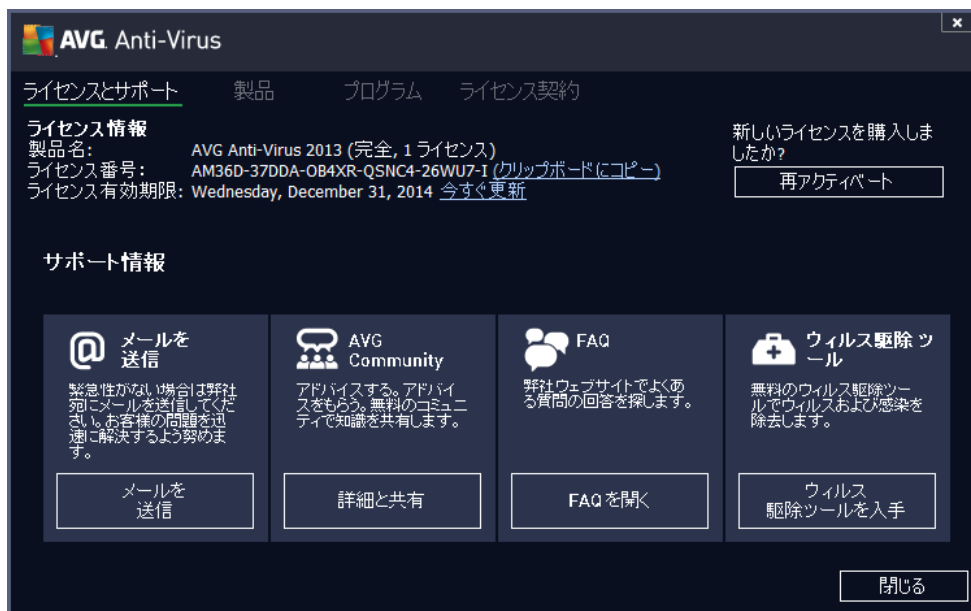 AVG. Anti-Virus
ライセンスとサポート 製品 プログラム ライセンス契約
ライセンス情報
製品名: AVG Anti-Virus 2013 (完全, 1 ライセンス)
ライセンス番号: AM36D-37DDA-OB4XR-QSNC4-26WU7-I (クリップボードにコピー)
ライセンス有効期限: Wednesday, December 31, 2014 今すぐ更新
新しいライセンスを購入しま
したか?
再アクティベート
サポート情報
メールを
送信
緊急性がない場合は弊社
宛にメールを送信してくだ
さい。お客様の問題を迅
速に解決するよう努めま
す。
メールを
送信
AVG
Community
アドバイスする。アドバイ
スをもらう。無料のコミュニ
ティで知識を共有します。
詳細と共有
FAQ
弊社ウェブサイトでよくあ
る質問の回答を探します。
FAQ を開く
ウィルス駆除 ツ
ール
無料のウィルス駆除ツー
ルでウィルスおよび感染を
除去します。
ウィルス
駆除ツールを入手
閉じる